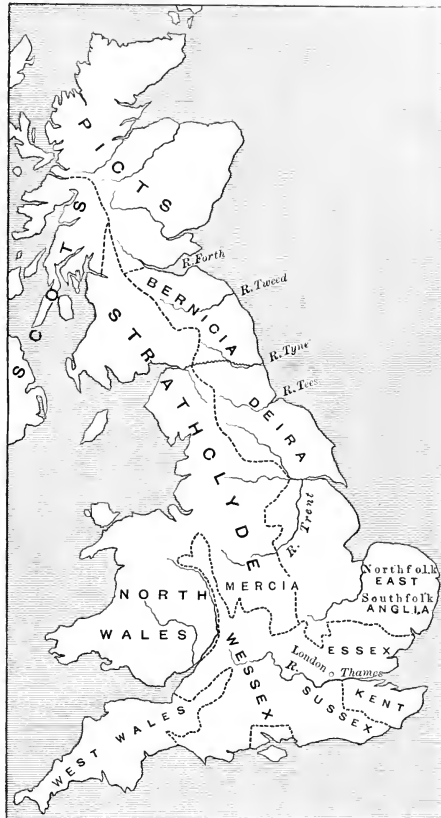 PICTS
SCOTS
R. Forth
BERNICIA
R. Tweed
STRATHCLYDE
R. Tyne
R. Tees
DEIRA
R. Trent
MERCIA
Northfolk
EAST
Southfolk
ANGLIA
NORTH
WALES
ESSEX
London
R. Thames
WESSEX
SUSSEX
KENT
WEST WALES